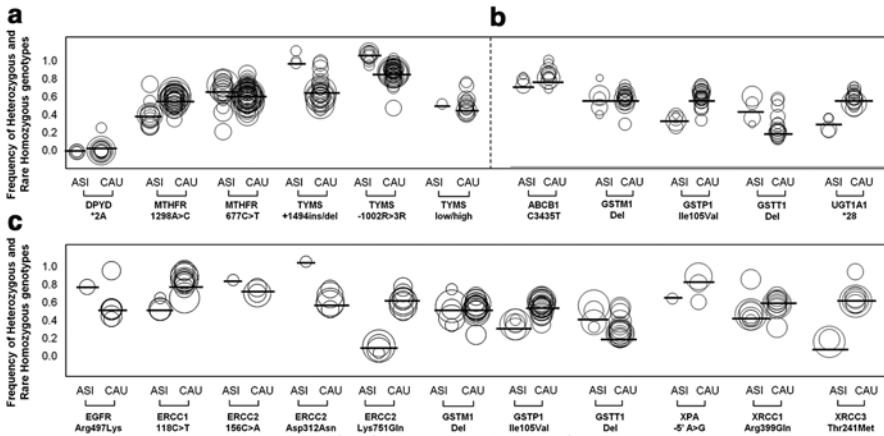 a
b
Frequency of Heterozygous and
Rare Homozygous genotypes
1.0
0.8
0.6
0.4
0.2
0.0
ASI CAU ASI CAU ASI CAU ASI CAU ASI CAU ASI CAU ASI CAU ASI CAU ASI CAU ASI CAU ASI CAU
DPYD MTHFR MTHFR TYMS TYMS TYMS ABCB1 GSTM1 GSTP1 GSTT1 UGT1A1
*2A 1298A>C 677C>T +1494ins/del -1002R>3R low/high C3435T Del Ile105Val Del *28
c
Frequency of Heterozygous and
Rare Homozygous genotypes
1.0
0.8
0.6
0.4
0.2
0.0
ASI CAU ASI CAU ASI CAU ASI CAU ASI CAU ASI CAU ASI CAU ASI CAU ASI CAU ASI CAU ASI CAU
EGFR ERCC1 ERCC2 ERCC2 ERCC2 GSTM1 GSTP1 GSTT1 XPA XRCC1 XRCC3
Arg497Lys 118C>T 156C>A Asp312Asn Lys751Gln Del Ile105Val Del -5' A>G Arg399Gln Thr241Met